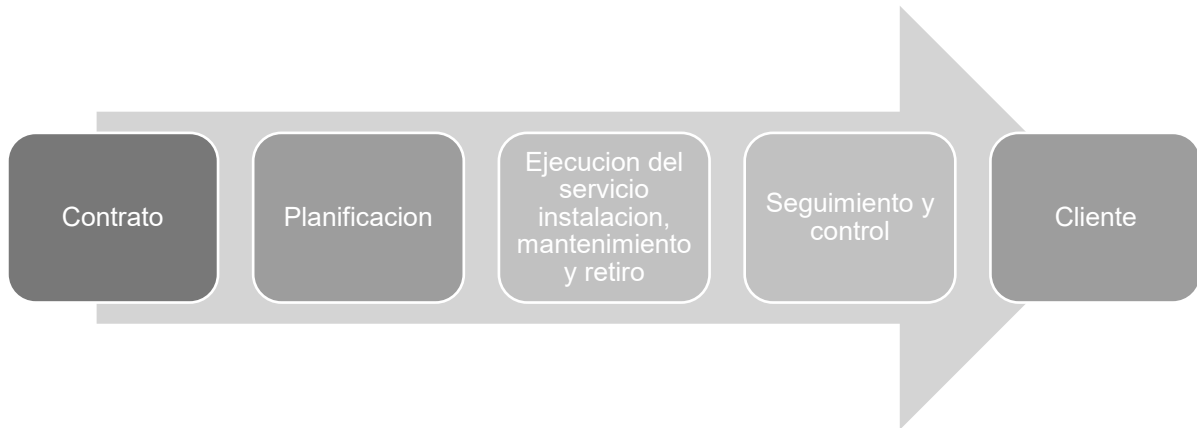 Contrato
Planificacion
Ejecucion del
servicio
instalacion,
mantenimiento
y retiro
Seguimiento y
control
Cliente